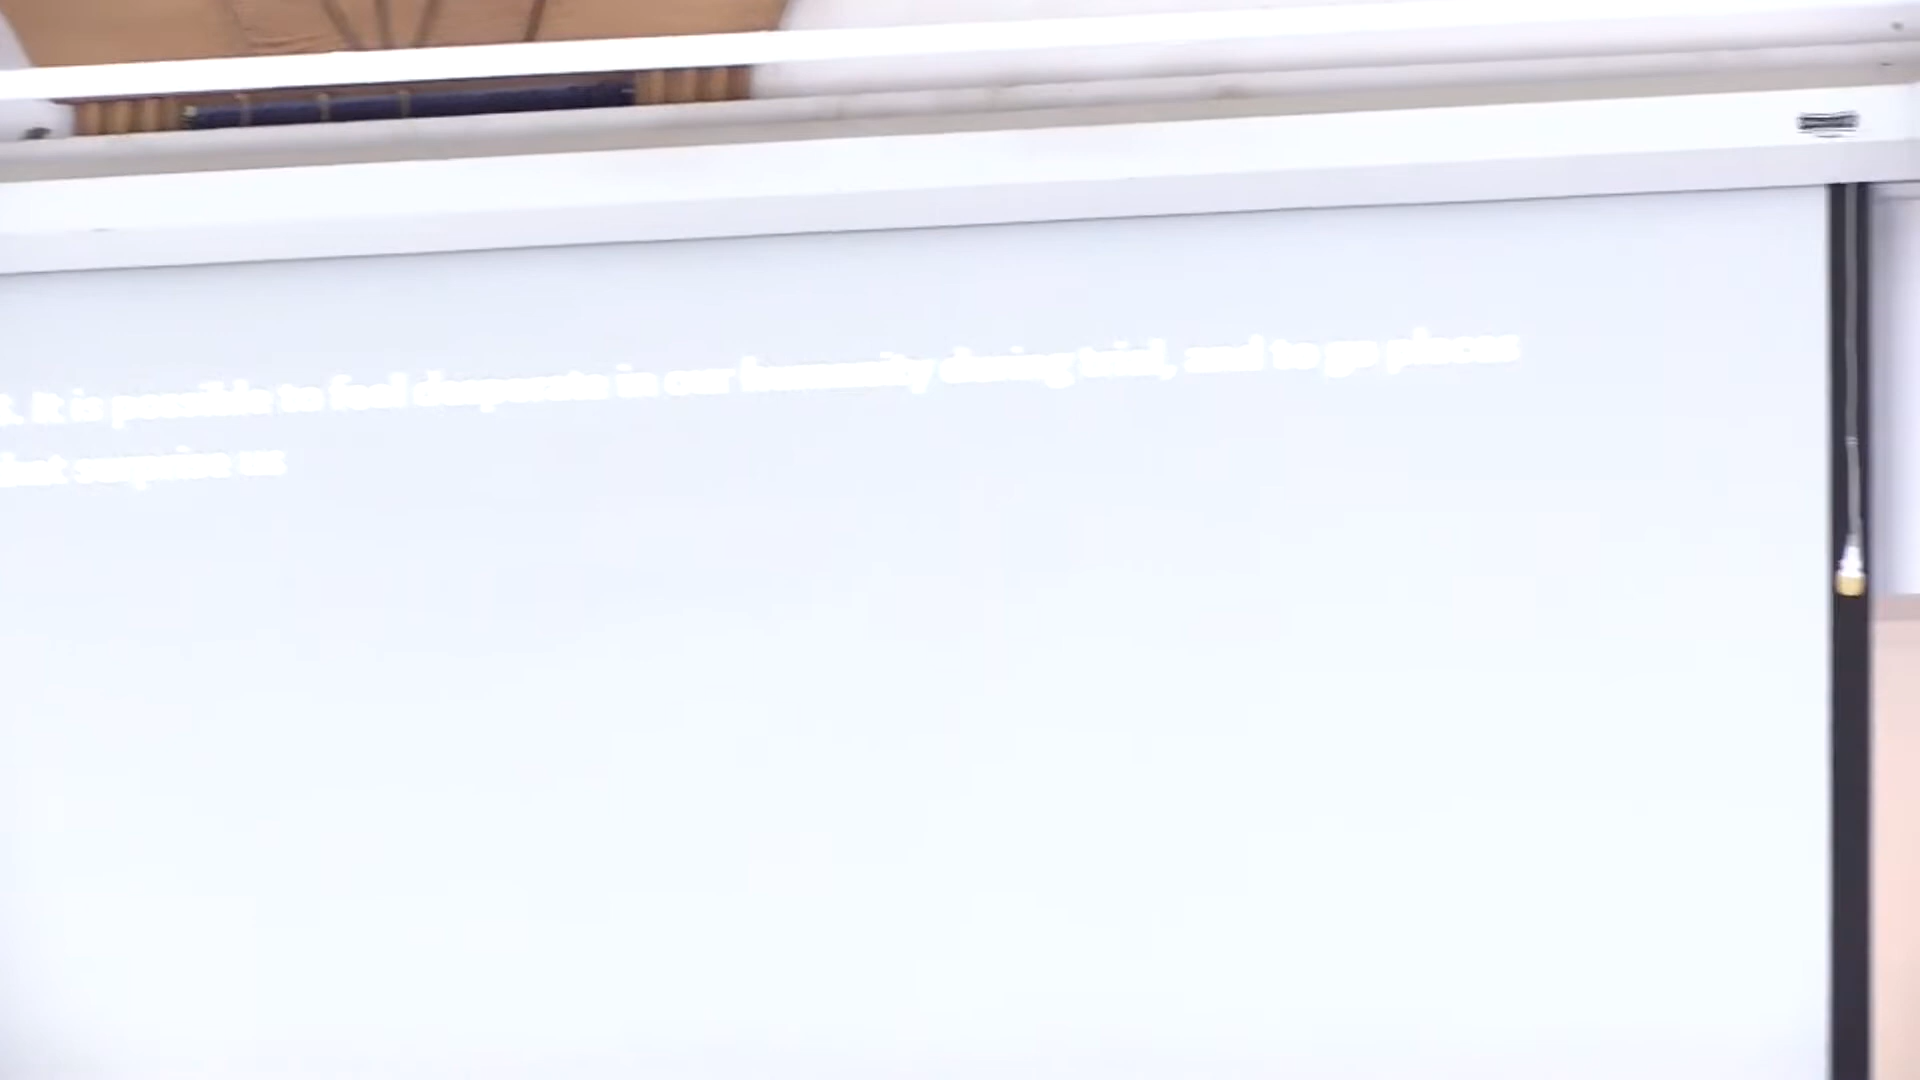 . It is possible to feel desperate in our humanity during trial, and to go places
that surprise us